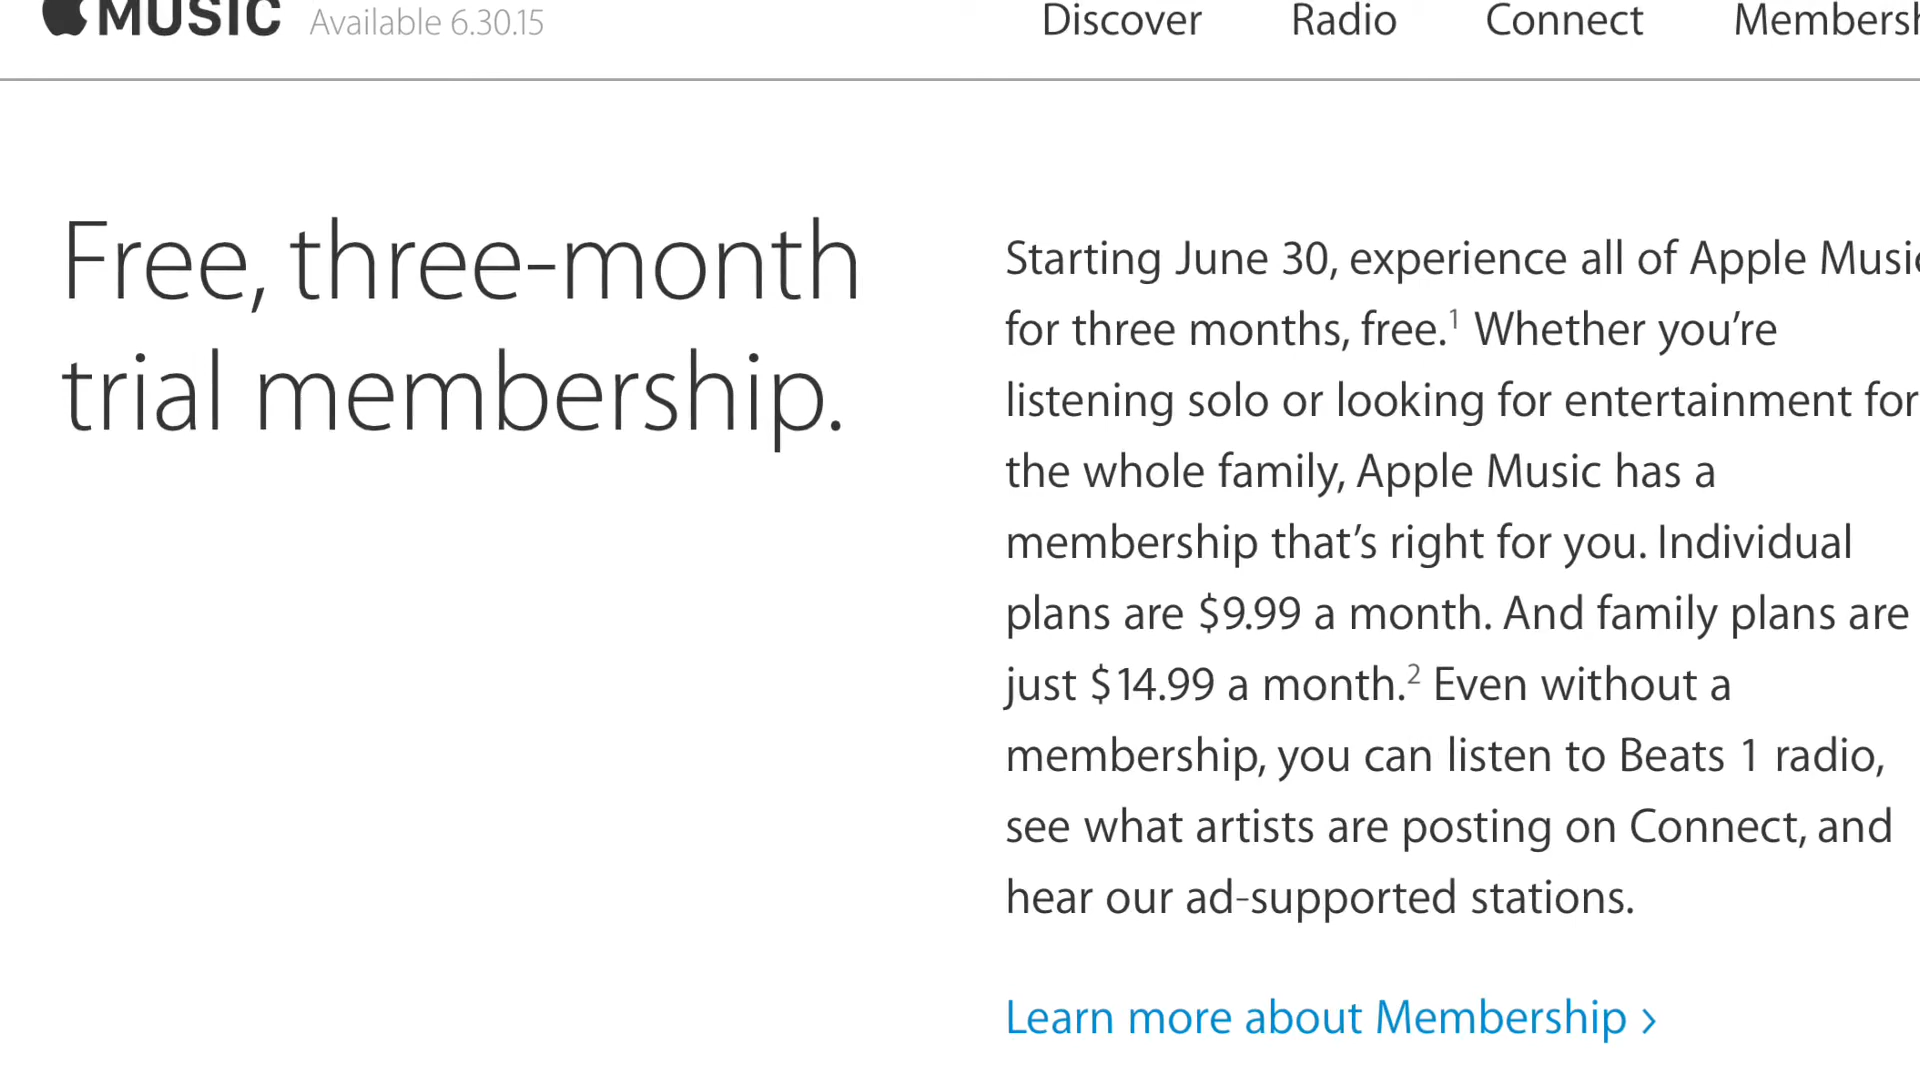 MUSIC Available 6.30.15 Discover Radio Connect
Free, three-month
trial membership.
Starting June 30, experience all of Apple Music
for three months, free.¹ Whether you’re
listening solo or looking for entertainment for
the whole family, Apple Music has a
membership that’s right for you. Individual
plans are $9.99 a month. And family plans are
just $14.99 a month.² Even without a
membership, you can listen to Beats 1 radio,
see what artists are posting on Connect, and
hear our ad-supported stations.
Learn more about Membership >